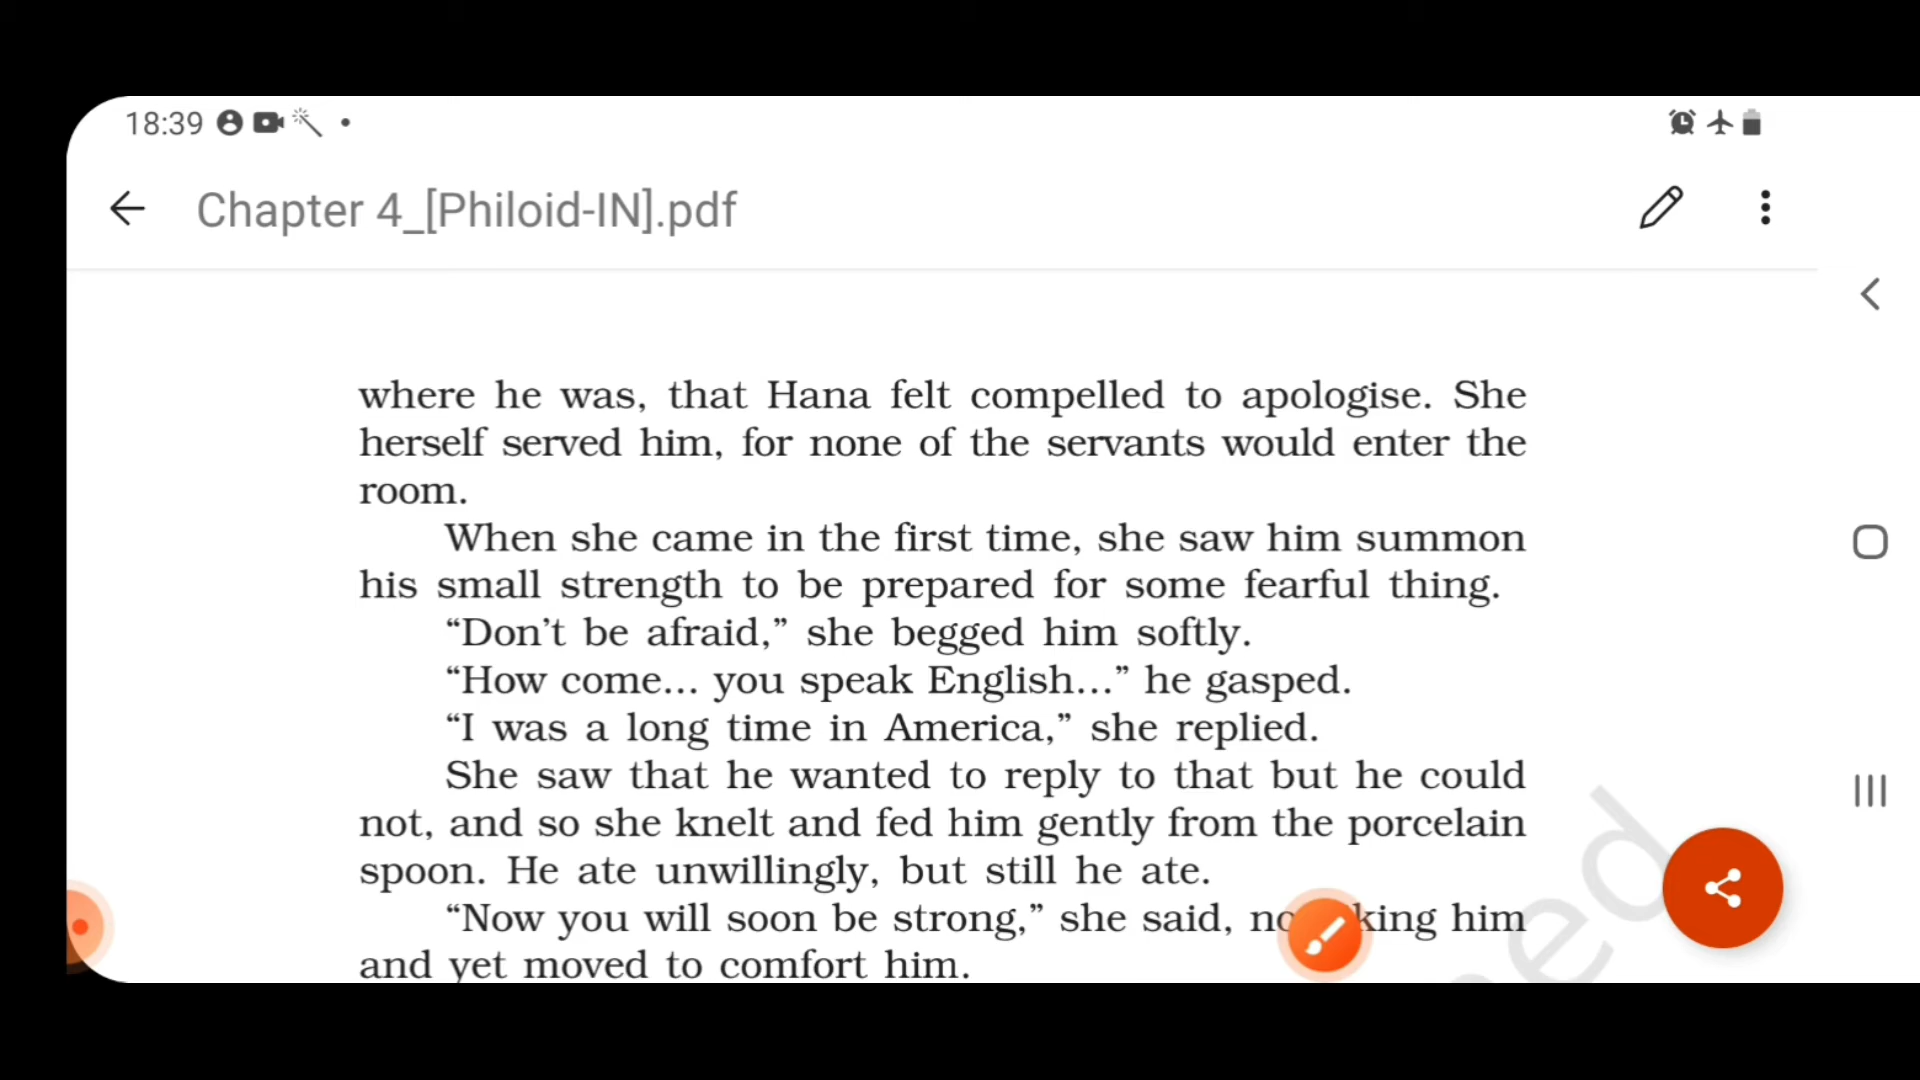 18:39
Chapter 4_[Philoid-IN].pdf
where he was, that Hana felt compelled to apologise. She
herself served him, for none of the servants would enter the
room.
When she came in the first time, she saw him summon
his small strength to be prepared for some fearful thing.
“Don’t be afraid,” she begged him softly.
“How come... you speak English...” he gasped.
“I was a long time in America,” she replied.
She saw that he wanted to reply to that but he could
not, and so she knelt and fed him gently from the porcelain
spoon. He ate unwillingly, but still he ate.
“Now you will soon be strong,” she said, him
and yet moved to comfort him.